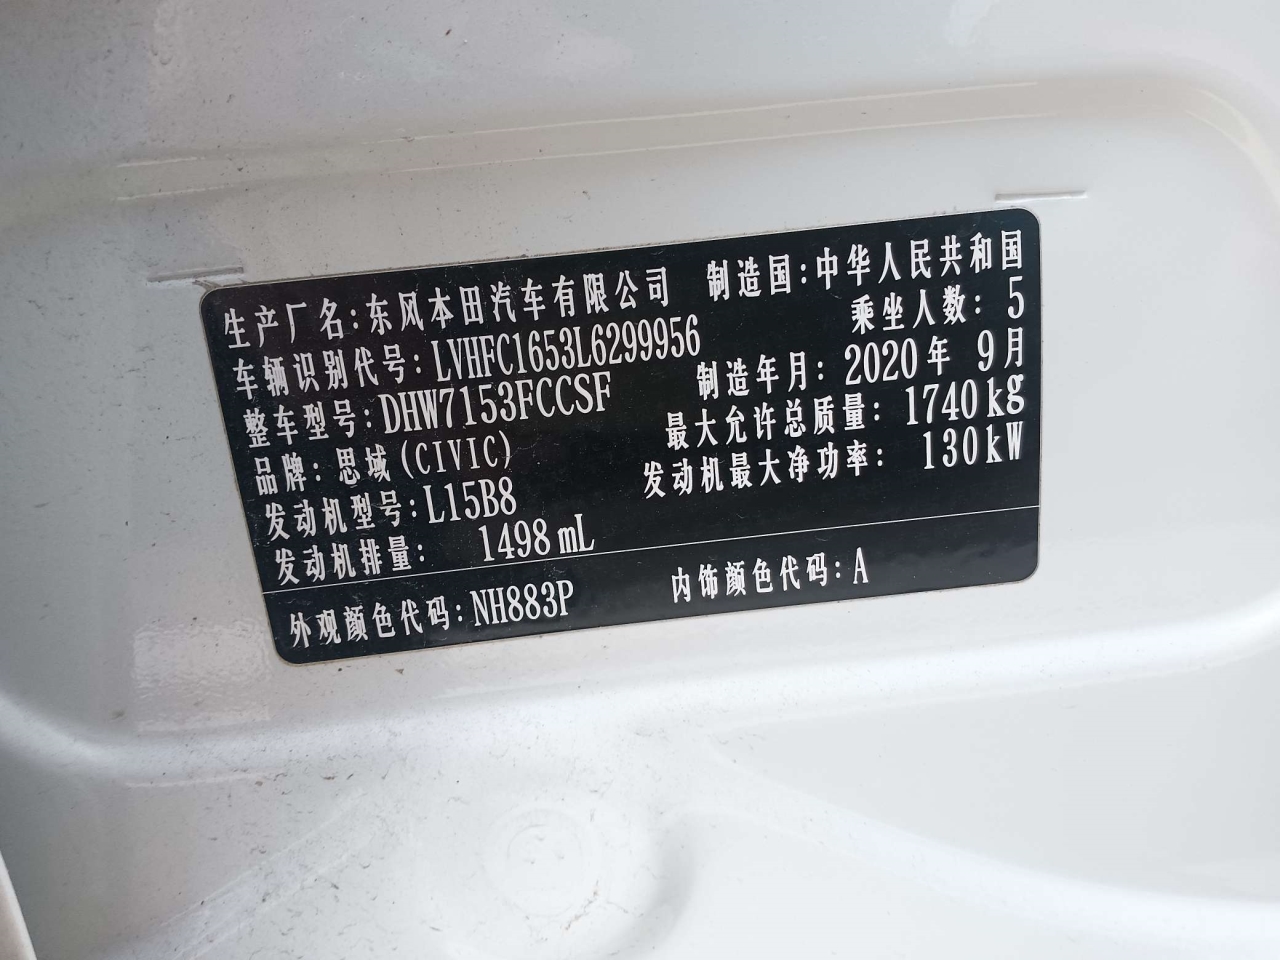 生产厂名:东风本田汽车有限公司 制造国:中华人民共和国
车辆识别代号:LVHFC1653L6299956 乘坐人数:5
整车型号:DHW7153FCCSF 制造年月:2020年9月
品牌:思域(CIVIC) 最大允许总质量:1740kg
发动机型号:L15B8 发动机最大净功率:130kW
发动机排量:1498mL
外观颜色代码:NH883P 内饰颜色代码:A